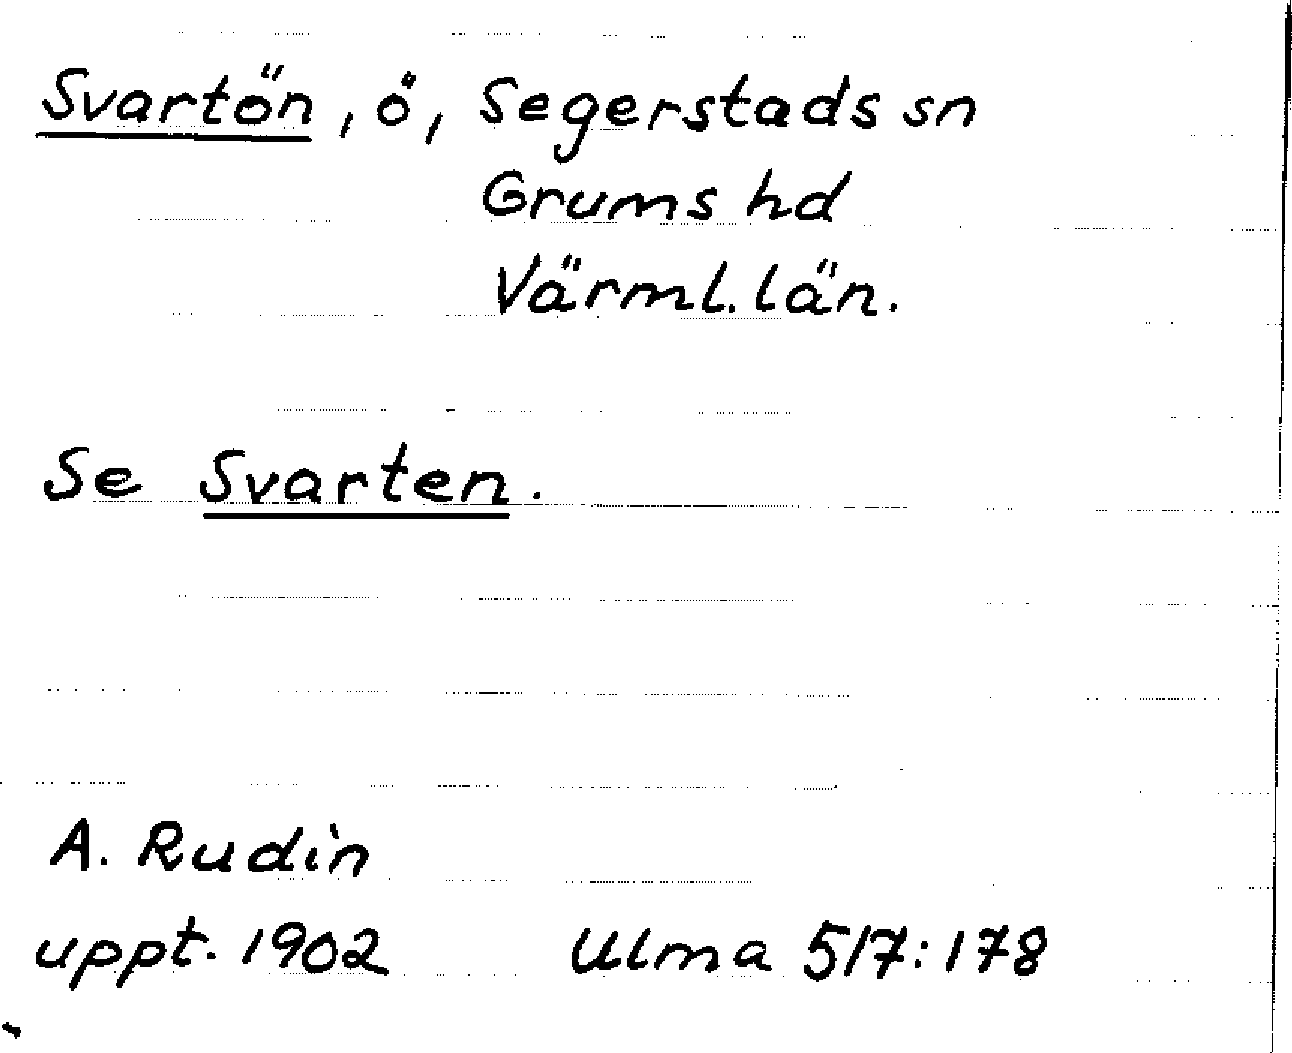 Svartön, ö, Segerstads sn
Grums hd
Värml. län.
Se Svarten.
A. Rudin
uppt. 1902 Ulma 517:178